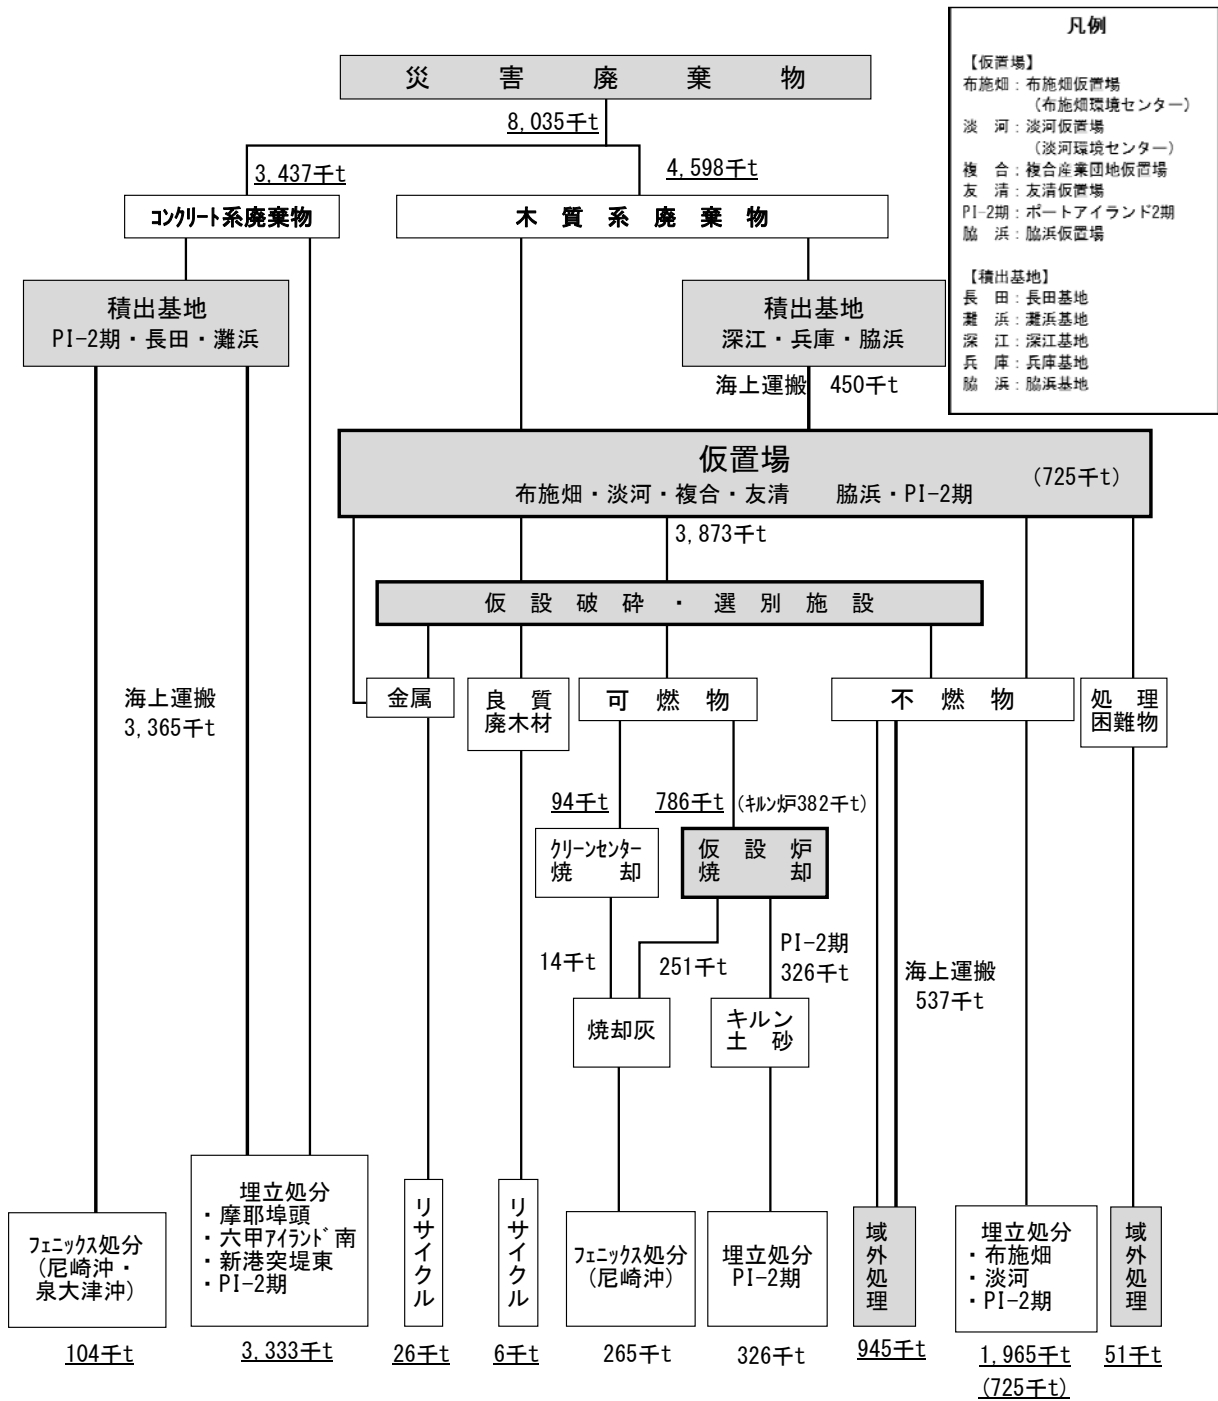 凡例
【仮置場】
布施畑：布施畑仮置場
（布施畑環境センター）
淡　河：淡河仮置場
（淡河環境センター）
複　合：複合産業団地仮置場
友　清：友清仮置場
PI-2期：ポートアイランド2期
脇　浜：脇浜仮置場
【積出基地】
長　田：長田基地
灘　浜：灘浜基地
深　江：深江基地
兵　庫：兵庫基地
脇　浜：脇浜基地
災　害　廃　棄　物
8,035千t
3,437千t
4,598千t
コンクリート系廃棄物
木　質　系　廃　棄　物
積出基地
PI-2期・長田・灘浜
積出基地
深江・兵庫・脇浜
海上運搬　450千t
仮置場
布施畑・淡河・複合・友清　　脇浜・PI-2期
(725千t)
3,873千t
仮　設　破　砕　・　選　別　施　設
海上運搬
3,365千t
金属
良　質
廃木材
可　燃　物
不　燃　物
処　理
困難物
94千t
786千t
(キルン炉382千t)
クリーンセンター
焼　　却
仮　設　炉
焼　　　却
14千t
251千t
PI-2期
326千t
海上運搬
537千t
焼却灰
キルン
土　砂
フェニックス処分
(尼崎沖・
泉大津沖)
埋立処分
・摩耶埠頭
・六甲アイランド南
・新港突堤東
・PI-2期
リサイクル
リサイクル
フェニックス処分
(尼崎沖)
埋立処分
PI-2期
域外処理
埋立処分
・布施畑
・淡河
・PI-2期
域外処理
104千t
3,333千t
26千t
6千t
265千t
326千t
945千t
1,965千t
(725千t)
51千t